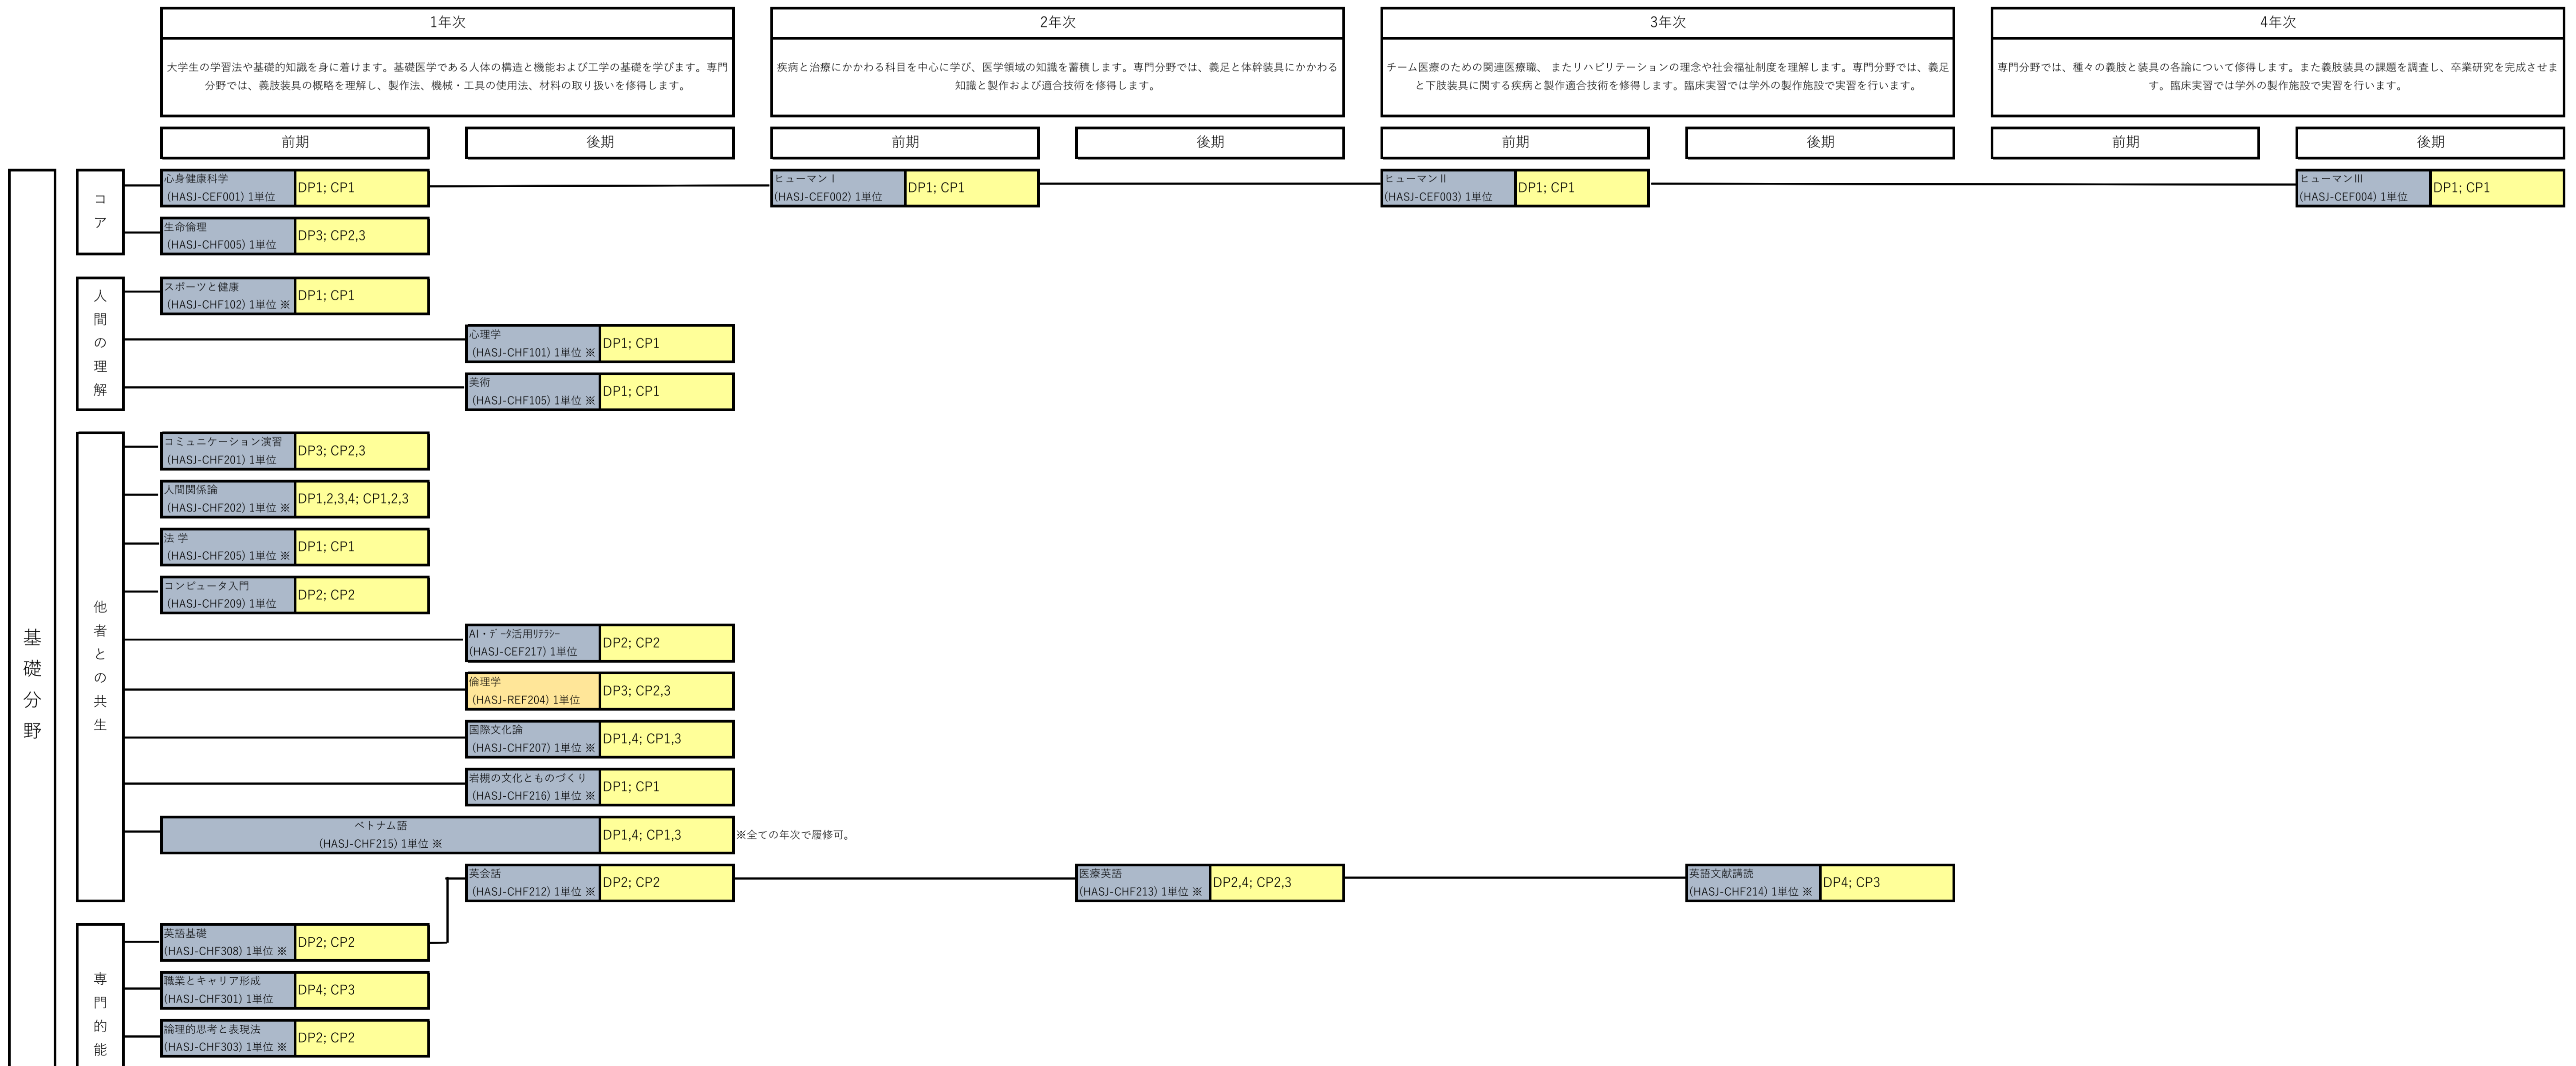 1年次
大学生の学習法や基礎的知識を身に着けます。基礎医学である人体の構造と機能および工学の基礎を学びます。専門
分野では、義肢装具の概略を理解し、製作法、機械・工具の使用法、材料の取り扱いを修得します。
2年次
疾病と治療にかかわる科目を中心に学び、医学領域の知識を蓄積します。専門分野では、義足と体幹装具にかかわる
知識と製作および適合技術を修得します。
3年次
チーム医療のための関連医療職、 またリハビリテーションの理念や社会福祉制度を理解します。専門分野では、義足
と下肢装具に関する疾病と製作適合技術を修得します。臨床実習では学外の製作施設で実習を行います。
4年次
専門分野では、種々の義肢と装具の各論について修得します。また義肢装具の課題を調査し、卒業研究を完成させま
す。臨床実習では学外の製作施設で実習を行います。
前期
後期
前期
後期
前期
後期
前期
後期
基礎分野
コア
心身健康科学
(HASJ-CEF001) 1単位
DP1; CP1
ヒューマンⅠ
(HASJ-CEF002) 1単位
DP1; CP1
ヒューマンⅡ
(HASJ-CEF003) 1単位
DP1; CP1
ヒューマンⅢ
(HASJ-CEF004) 1単位
DP1; CP1
生命倫理
(HASJ-CHF005) 1単位
DP3; CP2,3
人間の理解
スポーツと健康
(HASJ-CHF102) 1単位 ※
DP1; CP1
心理学
(HASJ-CHF101) 1単位 ※
DP1; CP1
美術
(HASJ-CHF105) 1単位 ※
DP1; CP1
他者との共生
コミュニケーション演習
(HASJ-CHF201) 1単位
DP3; CP2,3
人間関係論
(HASJ-CHF202) 1単位 ※
DP1,2,3,4; CP1,2,3
法 学
(HASJ-CHF205) 1単位 ※
DP1; CP1
コンピュータ入門
(HASJ-CHF209) 1単位
DP2; CP2
AI・ﾃﾞｰﾀ活用ﾘﾃﾗｼｰ
(HASJ-CEF217) 1単位
DP2; CP2
倫理学
(HASJ-REF204) 1単位
DP3; CP2,3
国際文化論
(HASJ-CHF207) 1単位 ※
DP1,4; CP1,3
岩槻の文化とものづくり
(HASJ-CHF216) 1単位 ※
DP1; CP1
ベトナム語
(HASJ-CHF215) 1単位 ※
DP1,4; CP1,3
※全ての年次で履修可。
英会話
(HASJ-CHF212) 1単位 ※
DP2; CP2
医療英語
(HASJ-CHF213) 1単位 ※
DP2,4; CP2,3
英語文献講読
(HASJ-CHF214) 1単位 ※
DP4; CP3
専門的能
英語基礎
(HASJ-CHF308) 1単位 ※
DP2; CP2
職業とキャリア形成
(HASJ-CHF301) 1単位
DP4; CP3
論理的思考と表現法
(HASJ-CHF303) 1単位 ※
DP2; CP2